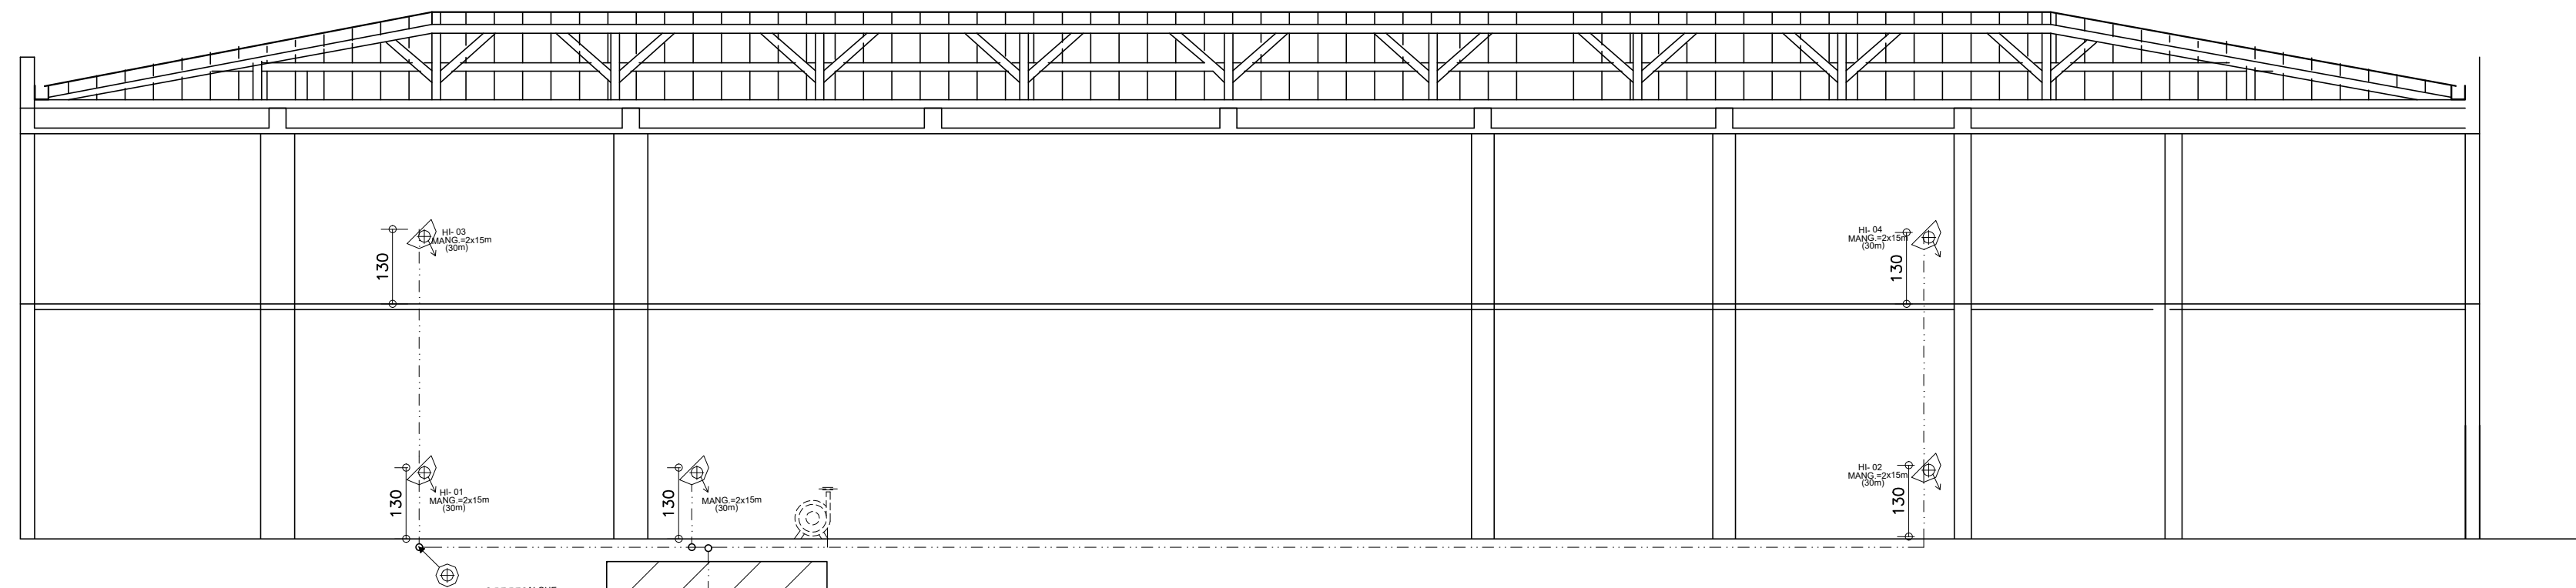 HI- 03
MANG.=2x15m
(30m)
130
HI- 04
MANG.=2x15m
(30m)
130
HI- 01
MANG.=2x15m
(30m)
130
MANG.=2x15m
(30m)
130
HI- 02
MANG.=2x15m
(30m)
130